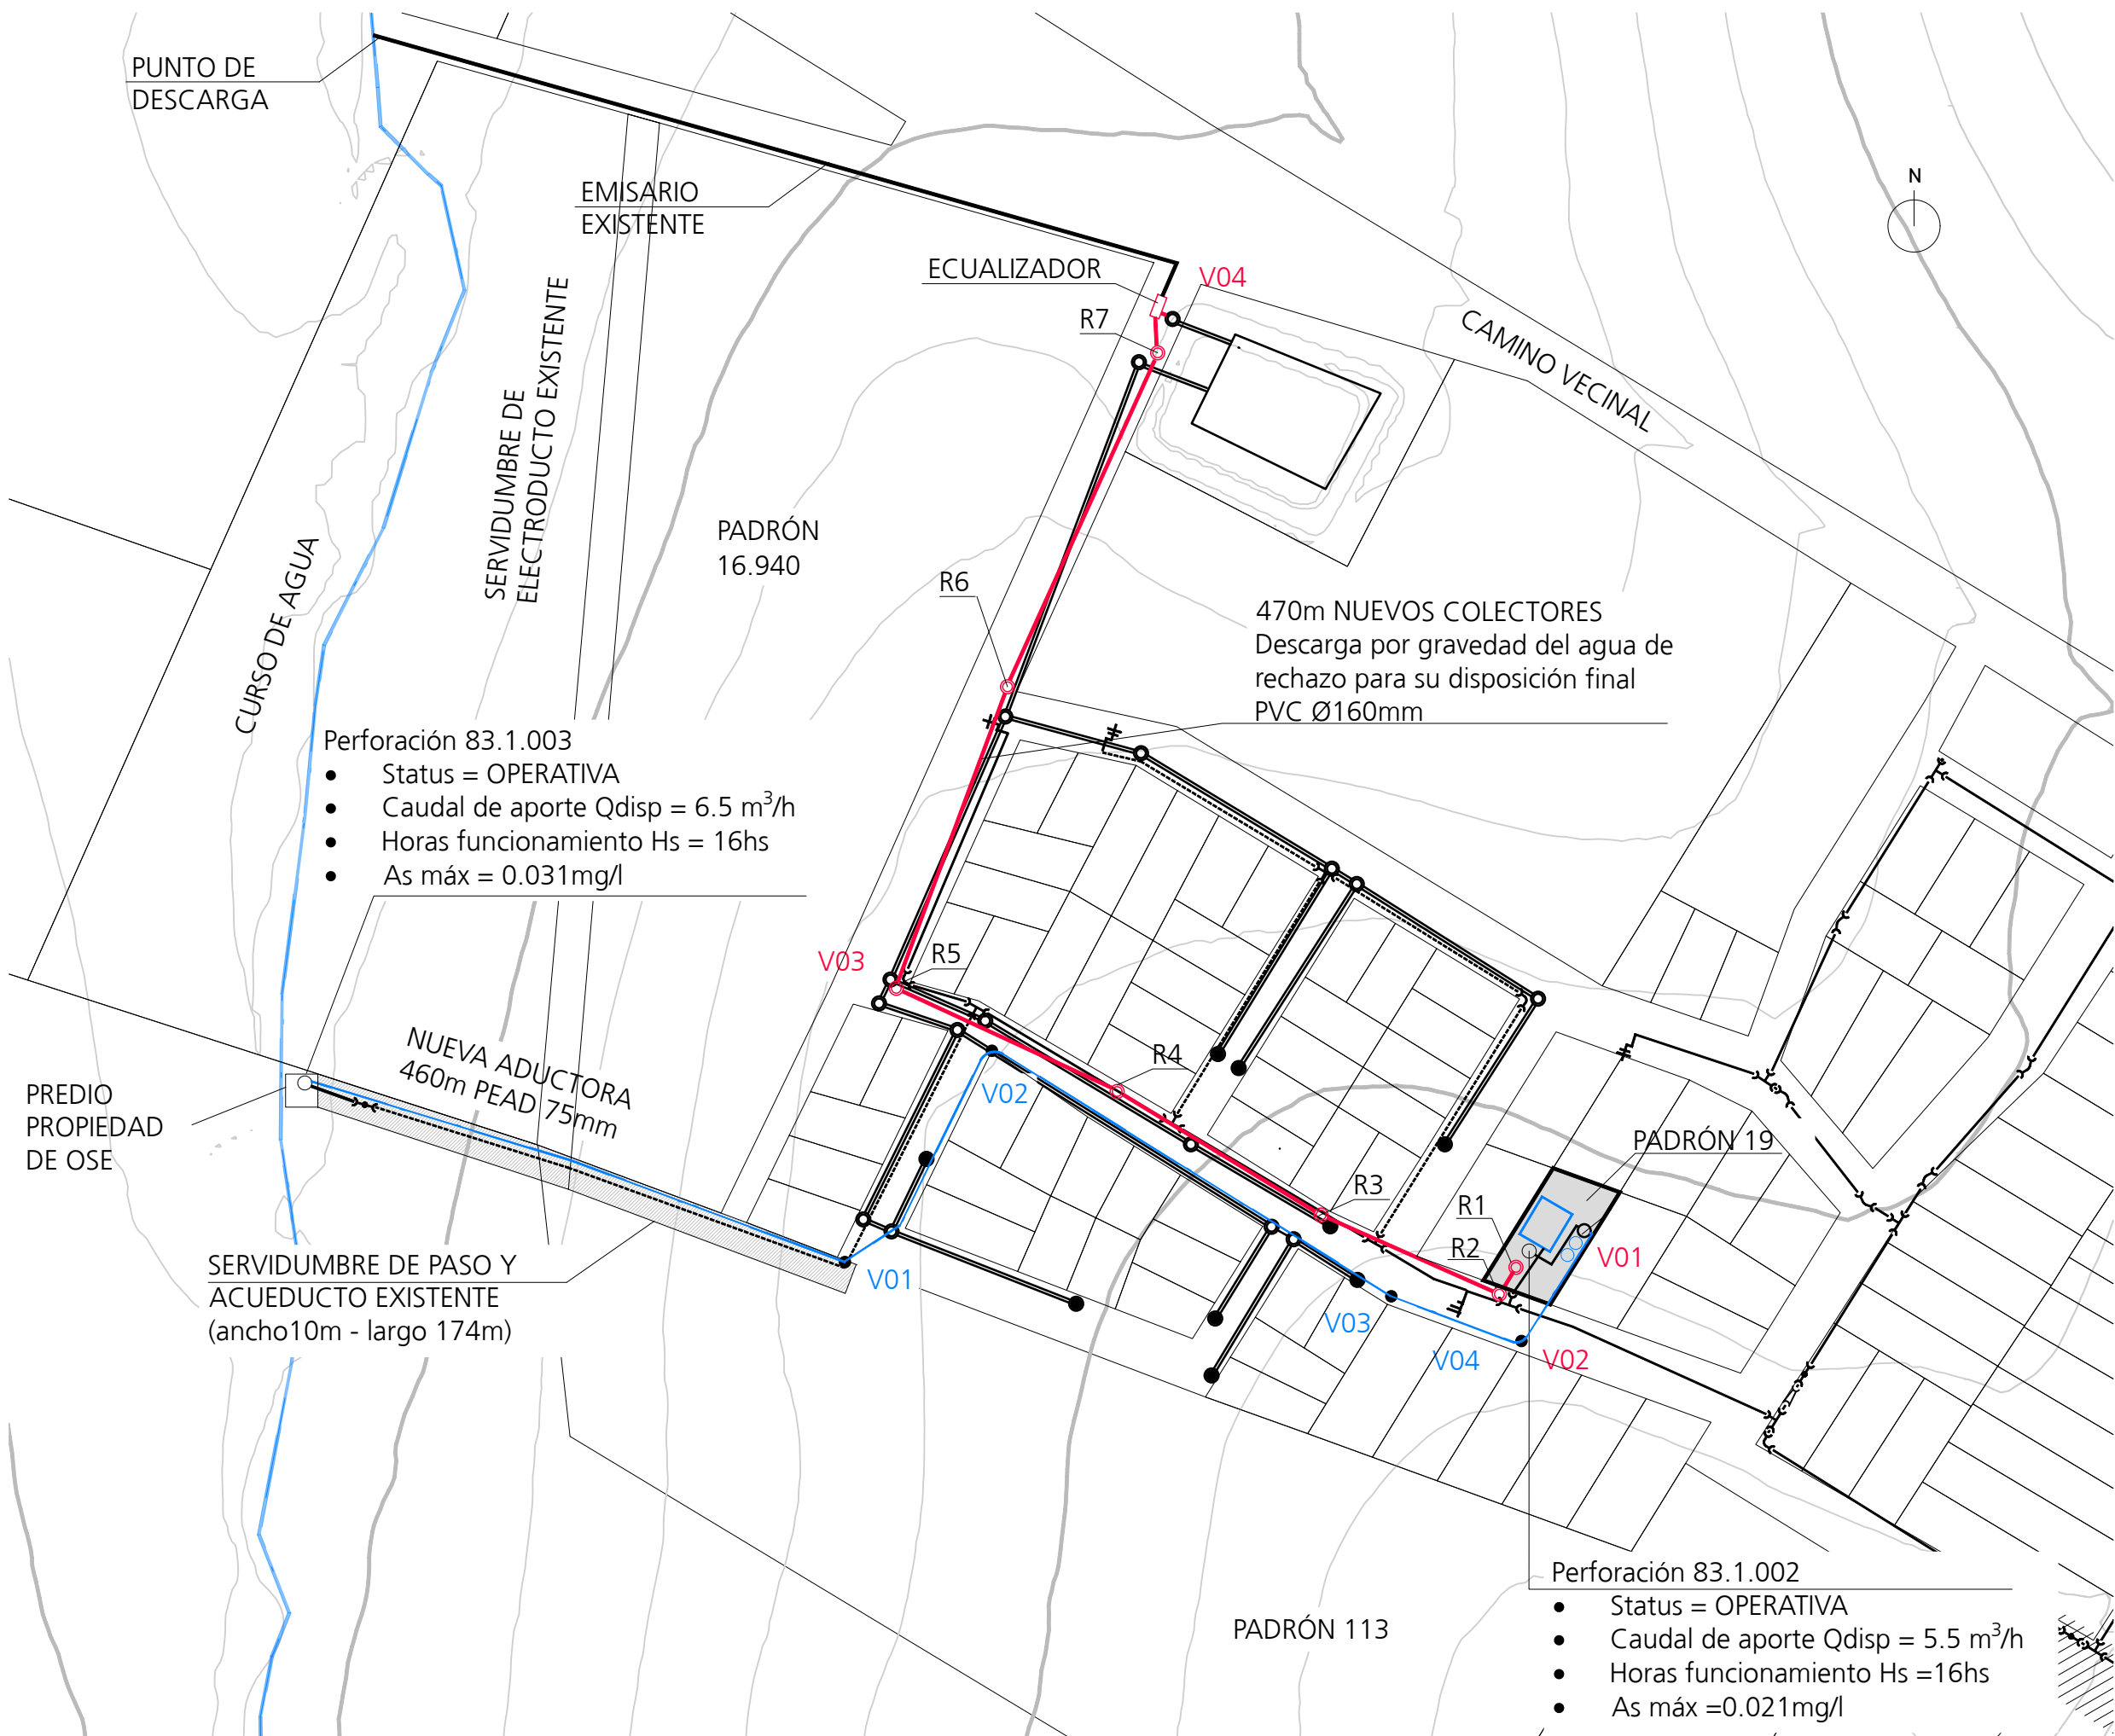 PUNTO DE
DESCARGA
EMISARIO
EXISTENTE
N
ECUALIZADOR
V04
R7
CAMINO VECINAL
SERVIDUMBRE DE
ELECTRODUCTO EXISTENTE
PADRÓN
16.940
CURSO DE AGUA
R6
470m NUEVOS COLECTORES
Descarga por gravedad del agua de
rechazo para su disposición final
PVC Ø160mm
Perforación 83.1.003
• Status = OPERATIVA
• Caudal de aporte Qdisp = 6.5 m³/h
• Horas funcionamiento Hs = 16hs
• As máx = 0.031mg/l
V03
R5
NUEVA ADUCTORA
460m PEAD 75mm
R4
V02
PREDIO
PROPIEDAD
DE OSE
PADRÓN 19
R3
R1
R2
V01
SERVIDUMBRE DE PASO Y
ACUEDUCTO EXISTENTE
(ancho10m - largo 174m)
V01
V03
V04
V02
Perforación 83.1.002
• Status = OPERATIVA
• Caudal de aporte Qdisp = 5.5 m³/h
• Horas funcionamiento Hs =16hs
• As máx =0.021mg/l
PADRÓN 113